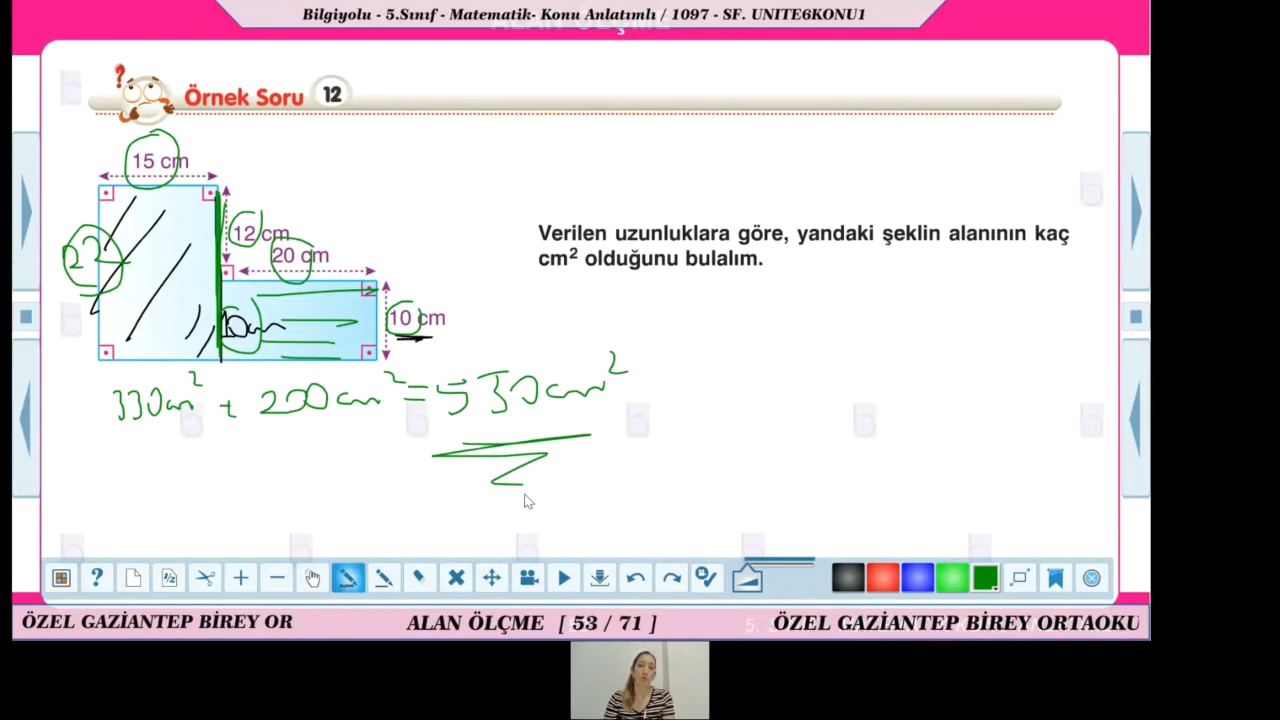 Bilgiyolu - 5.Sınıf - Matematik- Konu Anlatımlı / 1097 - SF. UNITE6KONU1
Örnek Soru 12
15 cm
12 cm
20 cm
22
10cm
10 cm
Verilen uzunluklara göre, yandaki şeklin alanının kaç
cm² olduğunu bulalım.
330cm² + 200cm² = 530cm²
ÖZEL GAZİANTEP BİREY OR
ALAN ÖLÇME [ 53 / 71 ]
ÖZEL GAZİANTEP BİREY ORTAOKU